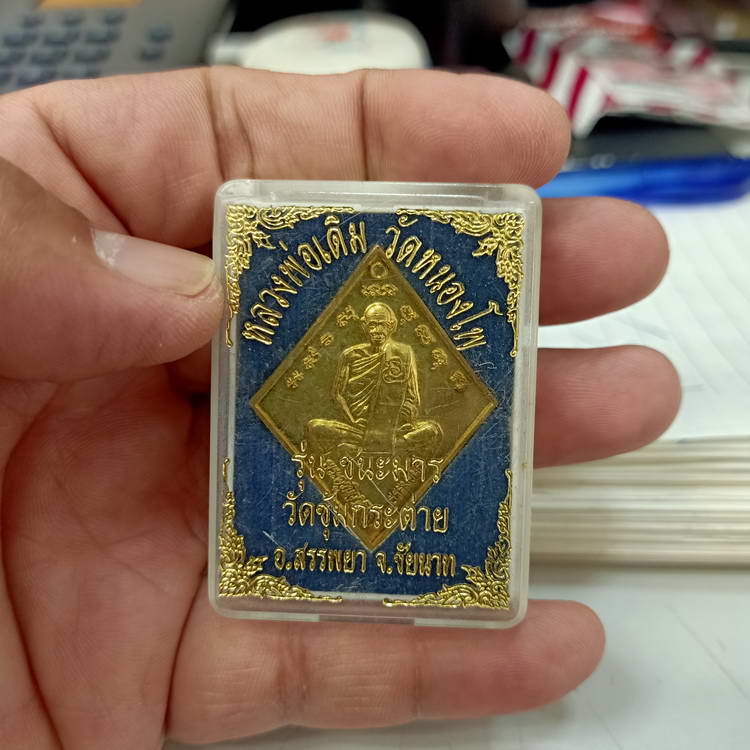 หลวงพ่อเดิม วัดหนองโพ
รุ่น ชนะมาร
วัดซุ้มกระต่าย
อ.สรรพยา จ.ชัยนาท